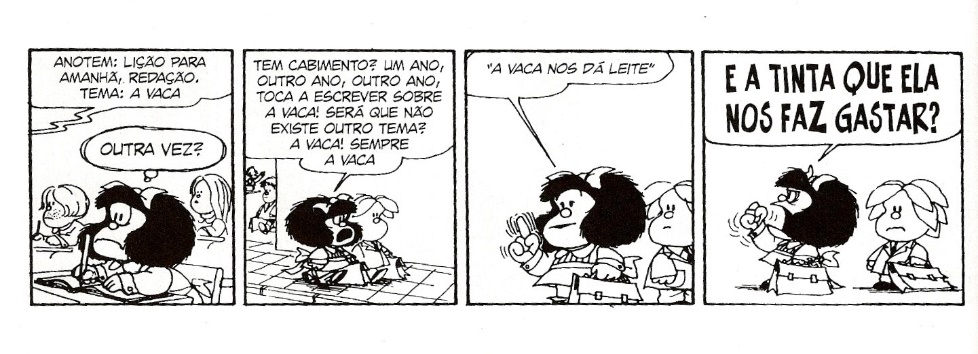 ANOTEM: LIÇÃO PARA
AMANHÃ, REDAÇÃO.
TEMA: A VACA
OUTRA VEZ?
TEM CABIMENTO? UM ANO,
OUTRO ANO, OUTRO ANO,
TOCA A ESCREVER SOBRE
A VACA! SERÁ QUE NÃO
EXISTE OUTRO TEMA?
A VACA! SEMPRE
A VACA
"A VACA NOS DÁ LEITE"
E A TINTA QUE ELA
NOS FAZ GASTAR?